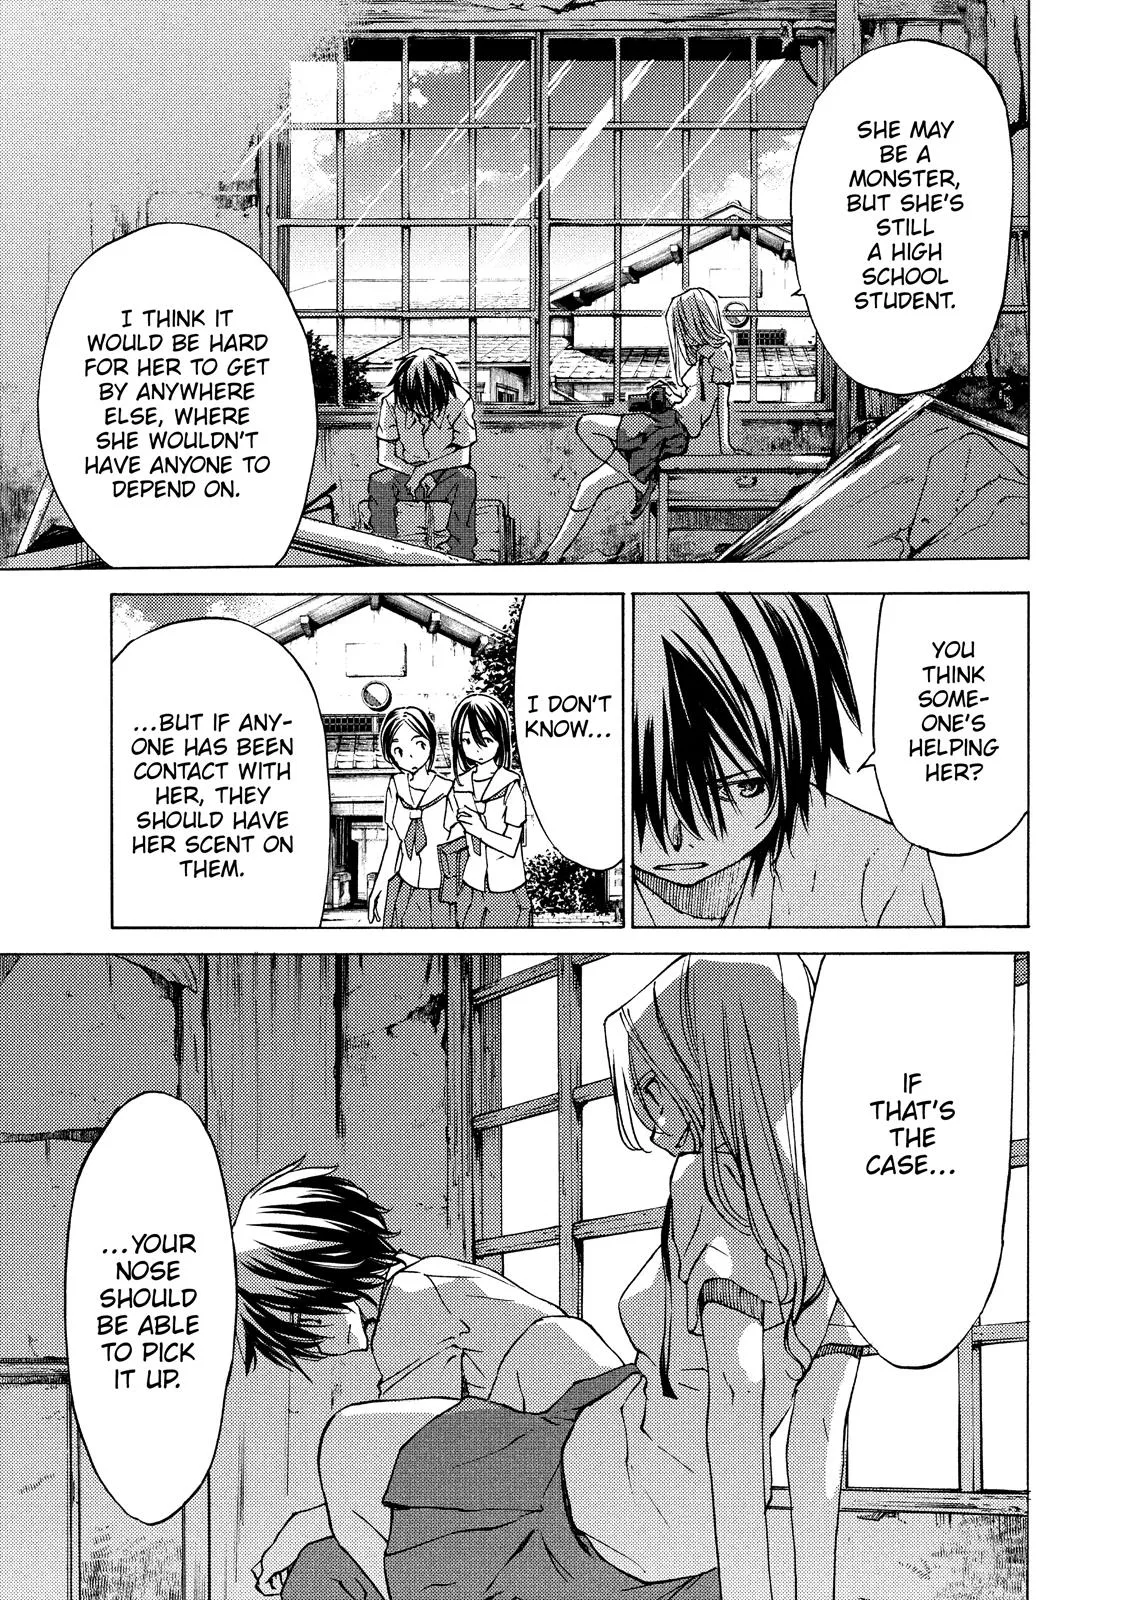 SHE MAY
BE A
MONSTER,
BUT SHE'S
STILL
A HIGH
SCHOOL
STUDENT.
I THINK IT
WOULD BE HARD
FOR HER TO GET
BY ANYWHERE
ELSE, WHERE
SHE WOULDN'T
HAVE ANYONE TO
DEPEND ON.
YOU
THINK
SOME-
ONE'S
HELPING
HER?
I DON'T
KNOW...
...BUT IF ANY-
ONE HAS BEEN
CONTACT WITH
HER, THEY
SHOULD HAVE
HER SCENT ON
THEM.
IF
THAT'S
THE
CASE...
...YOUR
NOSE
SHOULD
BE ABLE
TO PICK
IT UP.